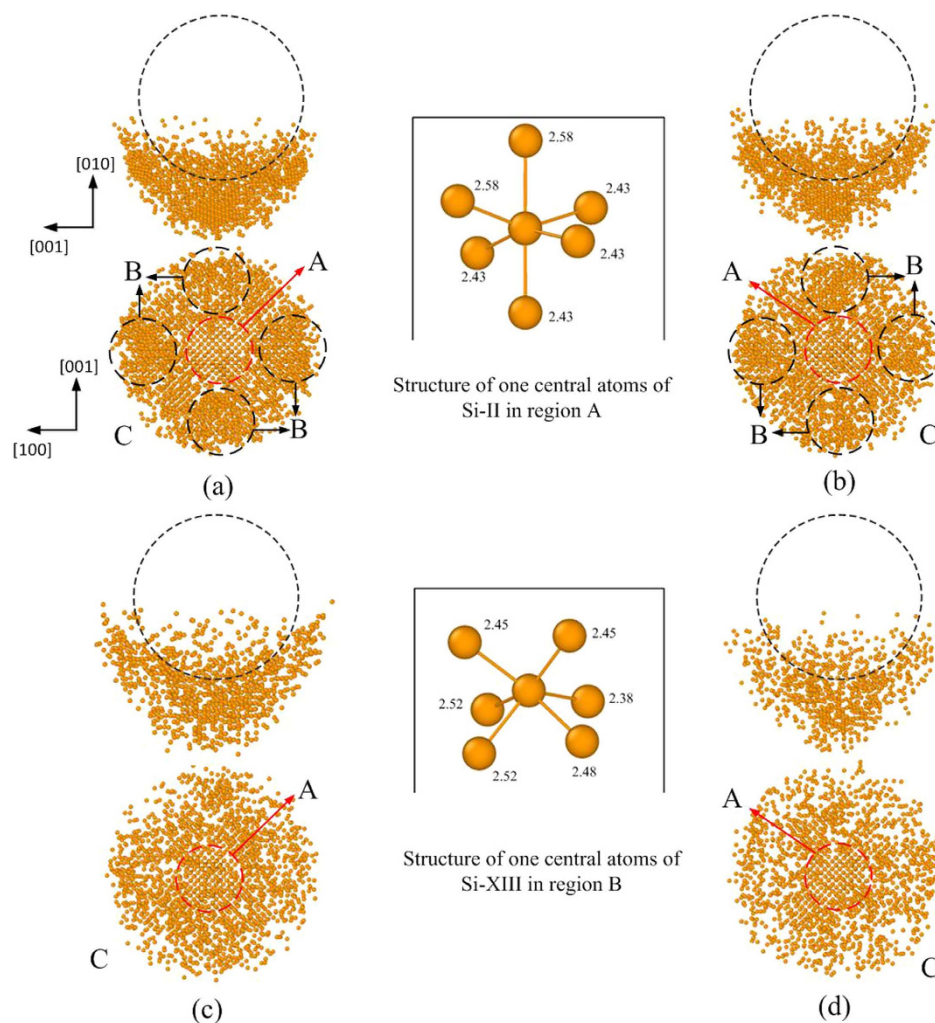 [010]
[001]
A
B
B
[001]
[100]
C
(a)
2.58
2.58
2.43
2.43
2.43
2.43
Structure of one central atoms of
Si-II in region A
A
B
B
C
(b)
A
C
(c)
2.45
2.45
2.52
2.38
2.52
2.48
Structure of one central atoms of
Si-XIII in region B
A
C
(d)